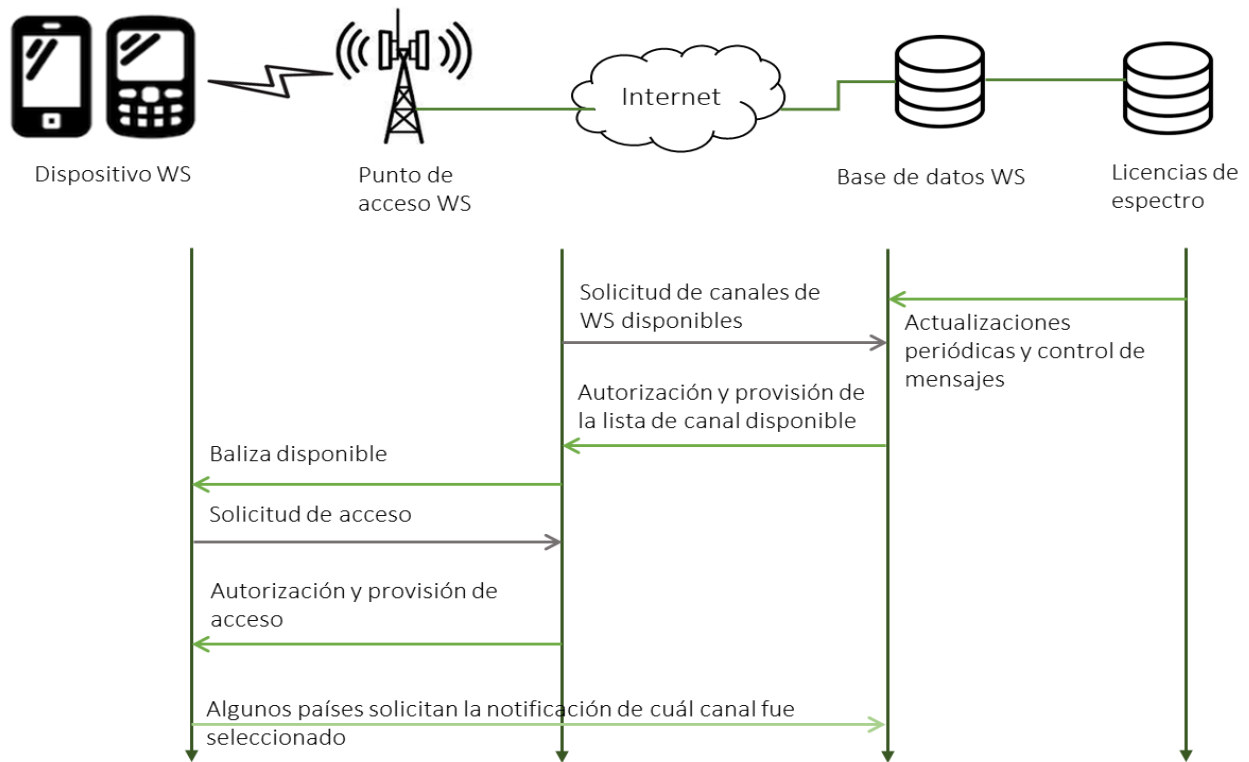 Internet
Dispositivo WS
Punto de
acceso WS
Base de datos WS
Licencias de
espectro
Solicitud de canales de
WS disponibles
Actualizaciones
periódicas y control de
mensajes
Autorización y provisión de
la lista de canal disponible
Baliza disponible
Solicitud de acceso
Autorización y provisión de
acceso
Algunos países solicitan la notificación de cuál canal fue
seleccionado